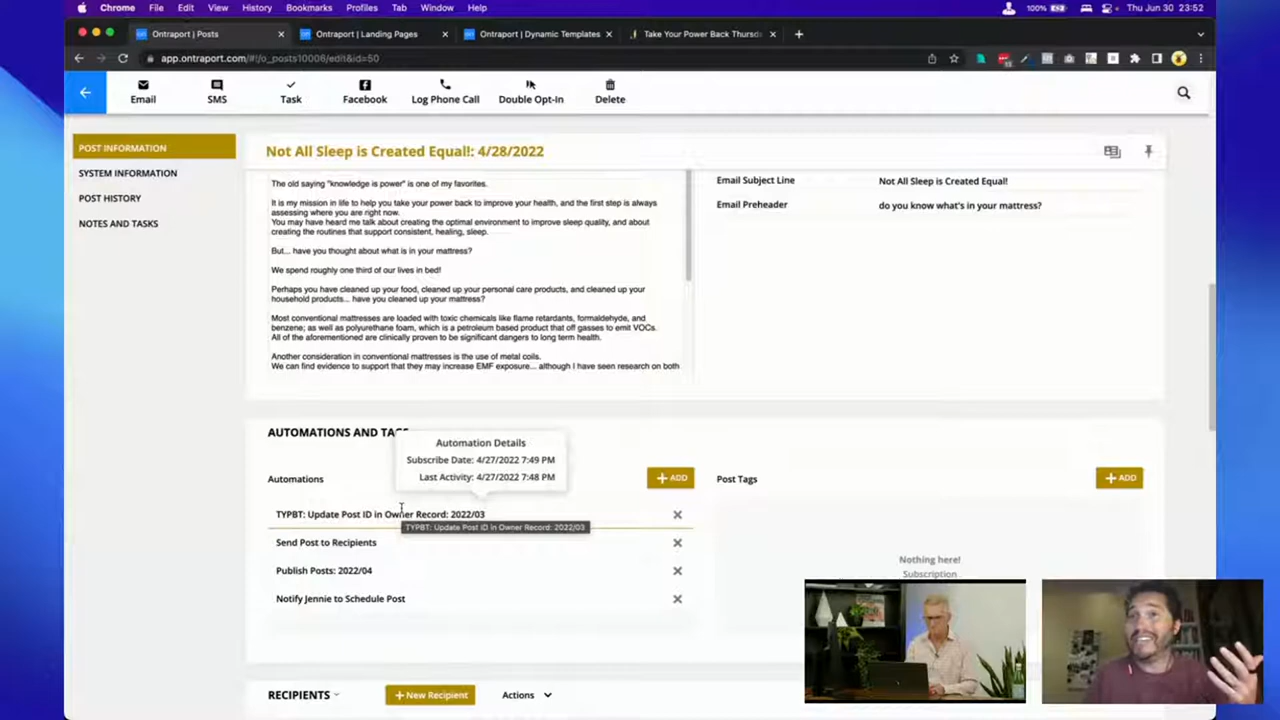 Chrome File Edit View History Bookmarks Profiles Tab Window Help 100% Thu Jun 30 23:52
Ontraport | Posts Ontraport | Landing Pages Ontraport | Dynamic Templates Take Your Power Back Thursd
app.ontraport.com/#!/o_posts10006/edit&id=50
Email SMS Task Facebook Log Phone Call Double Opt-In Delete
POST INFORMATION
SYSTEM INFORMATION
POST HISTORY
NOTES AND TASKS
Not All Sleep is Created Equal!: 4/28/2022
The old saying "knowledge is power" is one of my favorites.
It is my mission in life to help you take your power back to improve your health, and the first step is always
assessing where you are right now.
You may have heard me talk about creating the optimal environment to improve sleep quality, and about
creating the routines that support consistent, healing, sleep.
But... have you thought about what is in your mattress?
We spend roughly one third of our lives in bed!
Perhaps you have cleaned up your food, cleaned up your personal care products, and cleaned up your
household products... have you cleaned up your mattress?
Most conventional mattresses are loaded with toxic chemicals like flame retardants, formaldehyde, and
benzene; as well as polyurethane foam, which is a petroleum based product that off gasses to emit VOCs.
All of the aforementioned are clinically proven to be significant dangers to long term health.
Another consideration in conventional mattresses is the use of metal coils.
We can find evidence to support that they may increase EMF exposure... although I have seen research on both
Email Subject Line Not All Sleep is Created Equal!
Email Preheader do you know what's in your mattress?
AUTOMATIONS AND TAGS
Automation Details
Subscribe Date: 4/27/2022 7:49 PM
Last Activity: 4/27/2022 7:48 PM
Automations + ADD
TYPBT: Update Post ID in Owner Record: 2022/03
TYPBT: Update Post ID in Owner Record: 2022/03
Send Post to Recipients
Publish Posts: 2022/04
Notify Jennie to Schedule Post
Post Tags + ADD
Nothing here!
Subscription
RECIPIENTS + New Recipient Actions